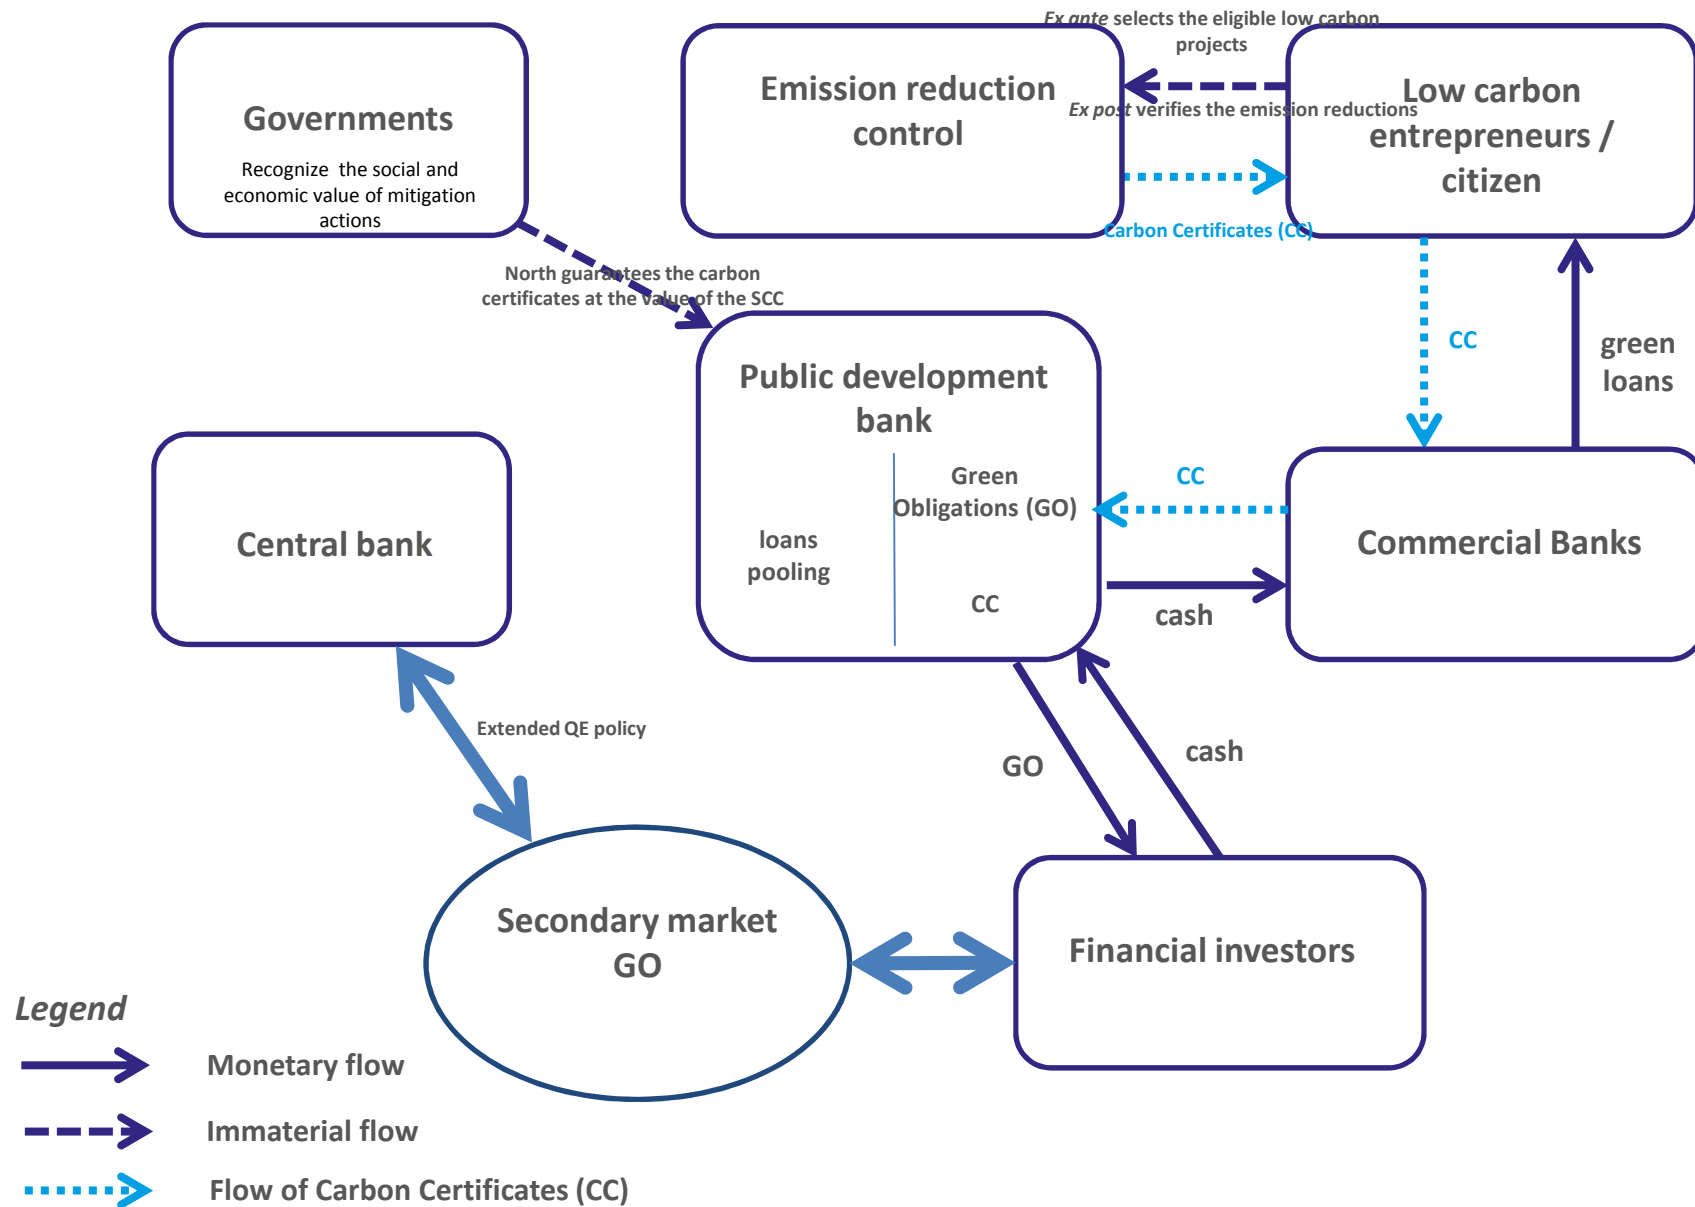 Governments
Recognize the social and
economic value of mitigation
actions
Emission reduction
control
Ex ante selects the eligible low carbon
projects
Ex post verifies the emission reductions
Low carbon
entrepreneurs /
citizen
Carbon Certificates (CC)
North guarantees the carbon
certificates at the value of the SCC
CC
green
loans
Public development
bank
Green
Obligations (GO)
loans
pooling
CC
CC
cash
Commercial Banks
Central bank
Extended QE policy
GO
cash
Secondary market
GO
Financial investors
Legend
Monetary flow
Immaterial flow
Flow of Carbon Certificates (CC)